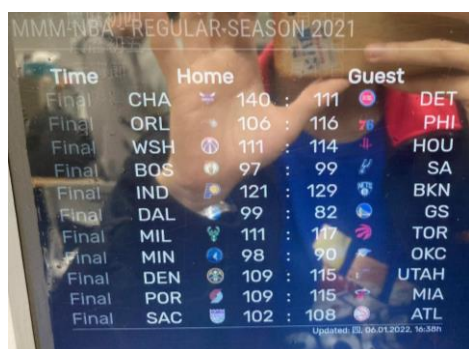 MMM-NBA - REGULAR-SEASON 2021
Time Home Guest
Final CHA 140 : 111 DET
Final ORL 106 : 116 76 PHI
Final WSH 111 : 114 HOU
Final BOS 97 : 99 SA
Final IND 121 : 129 NETS BKN
Final DAL 99 : 82 GS
Final MIL 111 : 117 TOR
Final MIN 98 : 90 OKC
Final DEN 109 : 115 UTAH
Final POR 109 : 115 MIA
Final SAC 102 : 108 ATL
Updated: 四, 06.01.2022, 16:38h